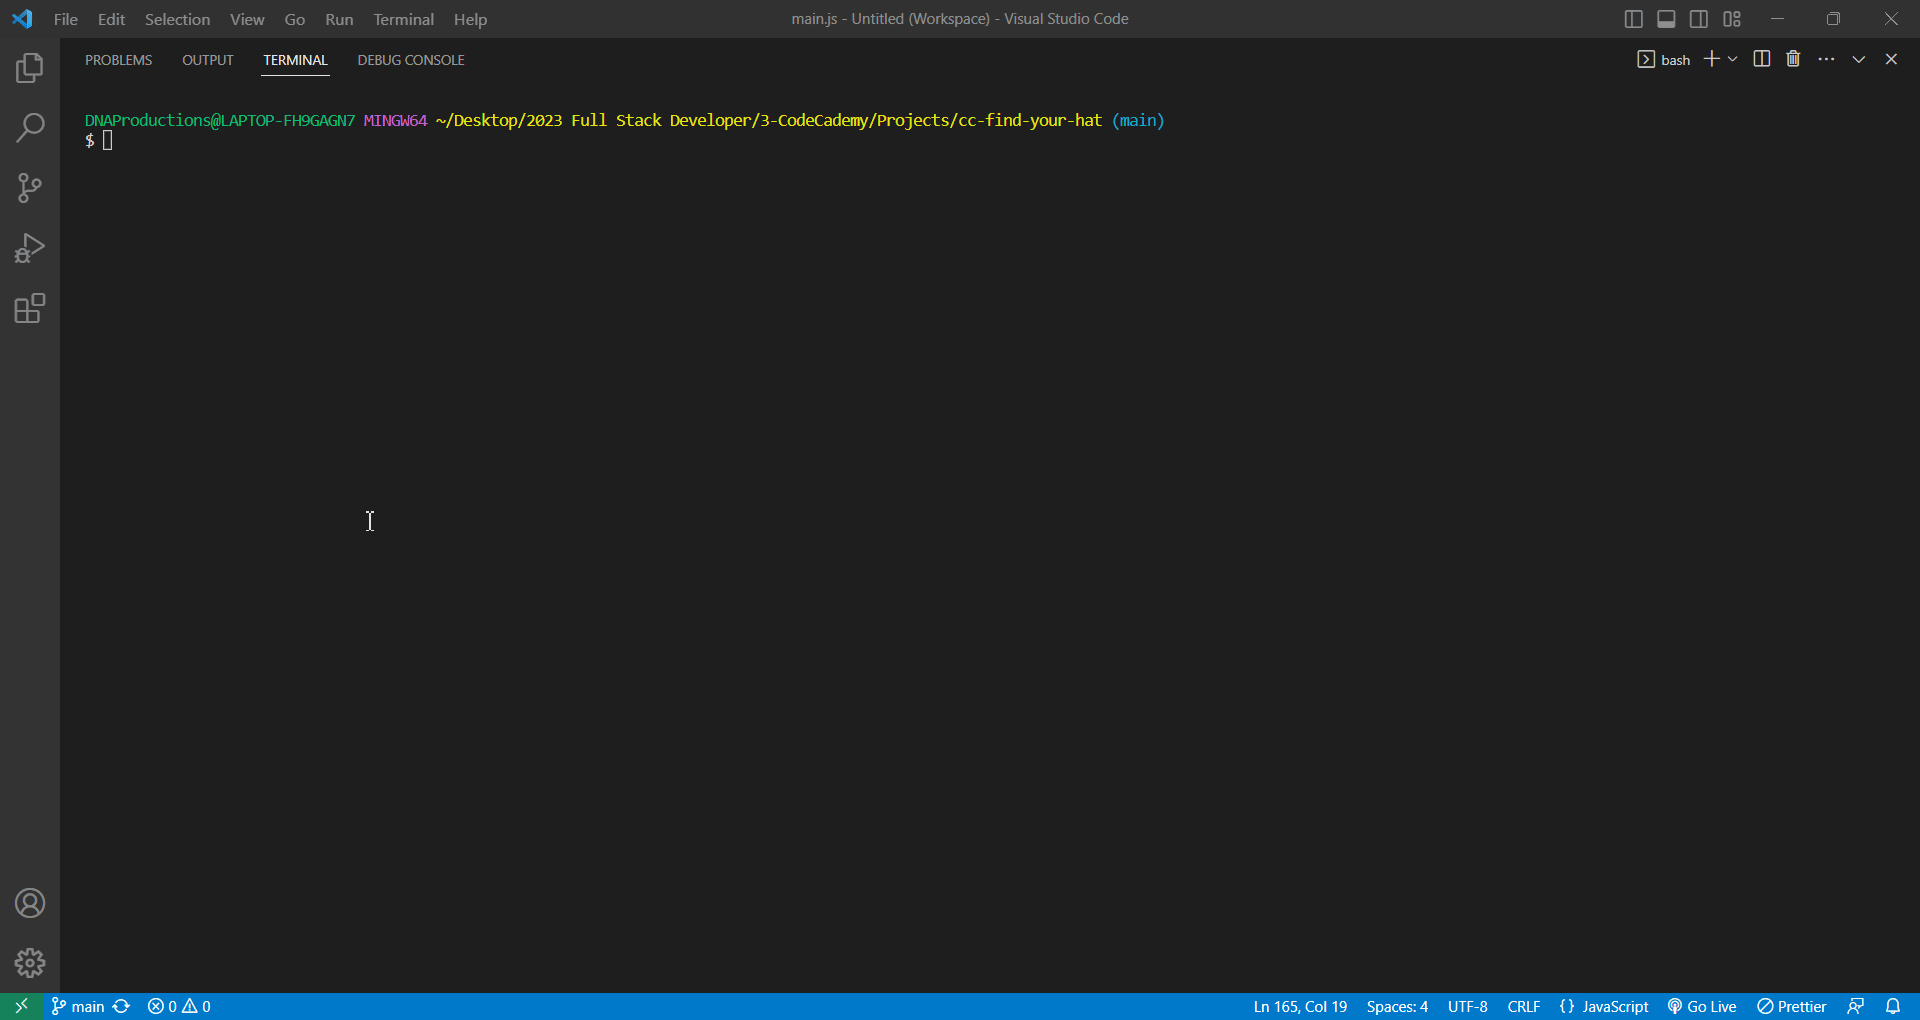 File Edit Selection View Go Run Terminal Help main.js - Untitled (Workspace) - Visual Studio Code
PROBLEMS OUTPUT TERMINAL DEBUG CONSOLE bash
DNAProductions@LAPTOP-FH9GAGN7 MINGW64 ~/Desktop/2023 Full Stack Developer/3-CodeCademy/Projects/cc-find-your-hat (main)
$
main 0 0 Ln 165, Col 19 Spaces: 4 UTF-8 CRLF {} JavaScript Go Live Prettier